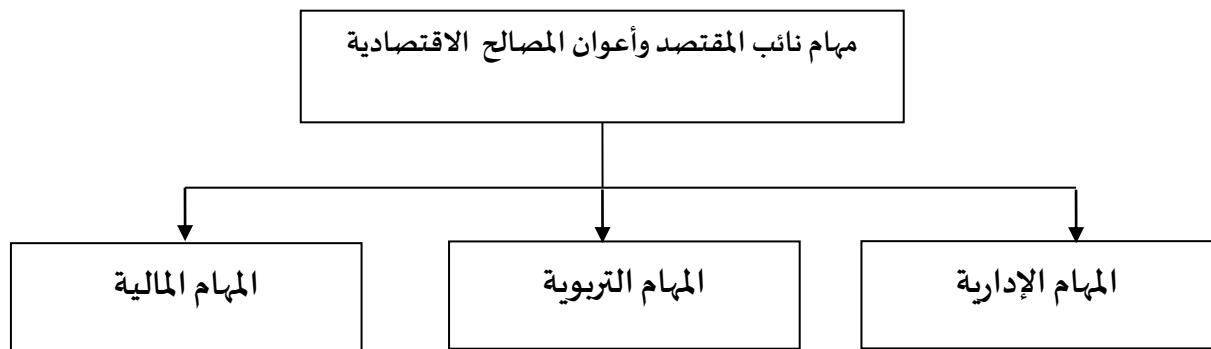 مهام نائب المقتصد وأعوان المصالح الاقتصادية
المهام الإدارية
المهام التربوية
المهام المالية